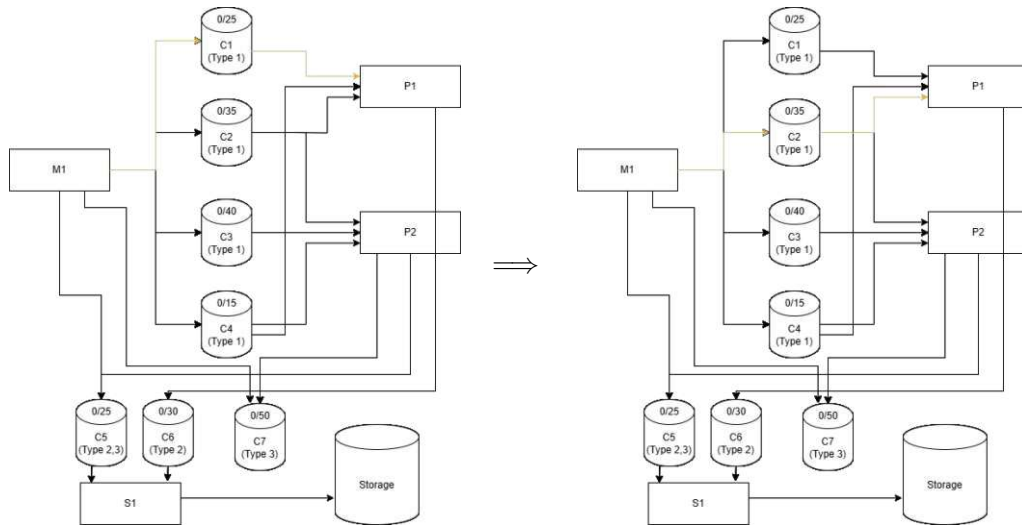 0/25
C1
(Type 1)
P1
0/35
C2
(Type 1)
M1
0/40
C3
(Type 1)
P2
0/15
C4
(Type 1)
0/25
C5
(Type 2,3)
0/30
C6
(Type 2)
0/50
C7
(Type 3)
Storage
S1
⟹
0/25
C1
(Type 1)
P1
0/35
C2
(Type 1)
M1
0/40
C3
(Type 1)
P2
0/15
C4
(Type 1)
0/25
C5
(Type 2,3)
0/30
C6
(Type 2)
0/50
C7
(Type 3)
Storage
S1